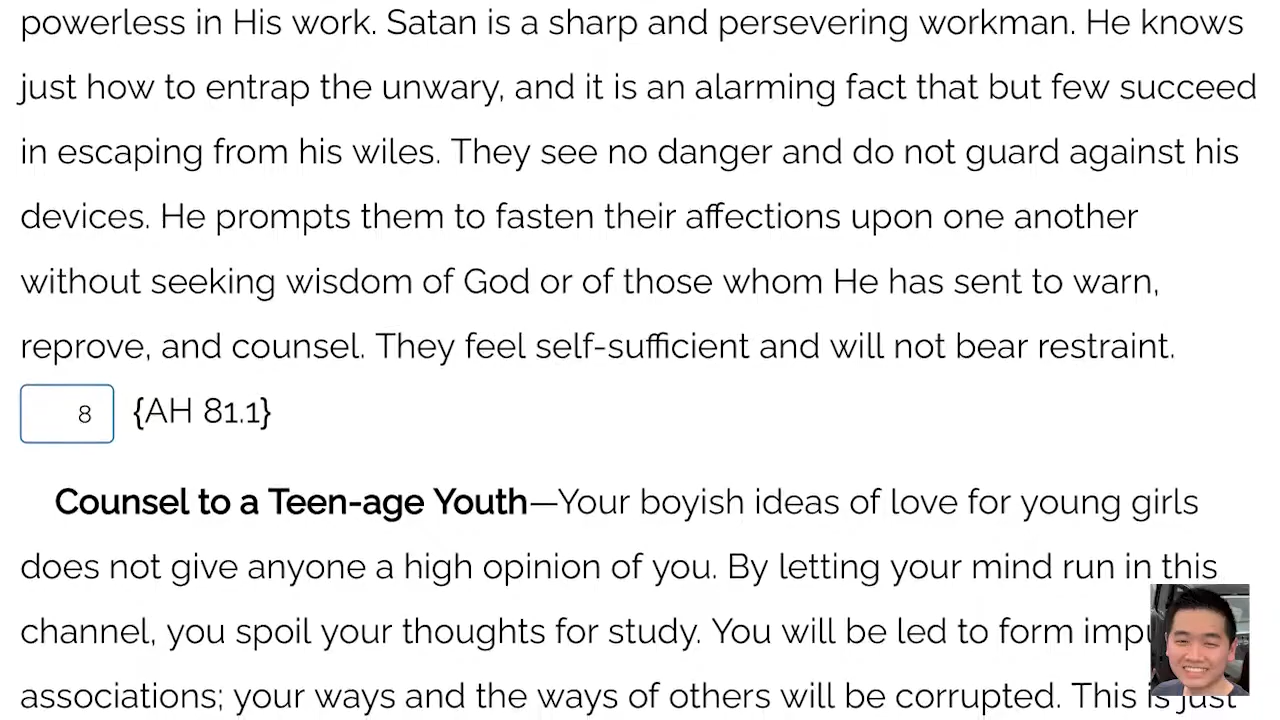 powerless in His work. Satan is a sharp and persevering workman. He knows
just how to entrap the unwary, and it is an alarming fact that but few succeed
in escaping from his wiles. They see no danger and do not guard against his
devices. He prompts them to fasten their affections upon one another
without seeking wisdom of God or of those whom He has sent to warn,
reprove, and counsel. They feel self-sufficient and will not bear restraint.
8 {AH 81.1}
Counsel to a Teen-age Youth—Your boyish ideas of love for young girls
does not give anyone a high opinion of you. By letting your mind run in this
channel, you spoil your thoughts for study. You will be led to form
associations; your ways and the ways of others will be corrupted. This is just